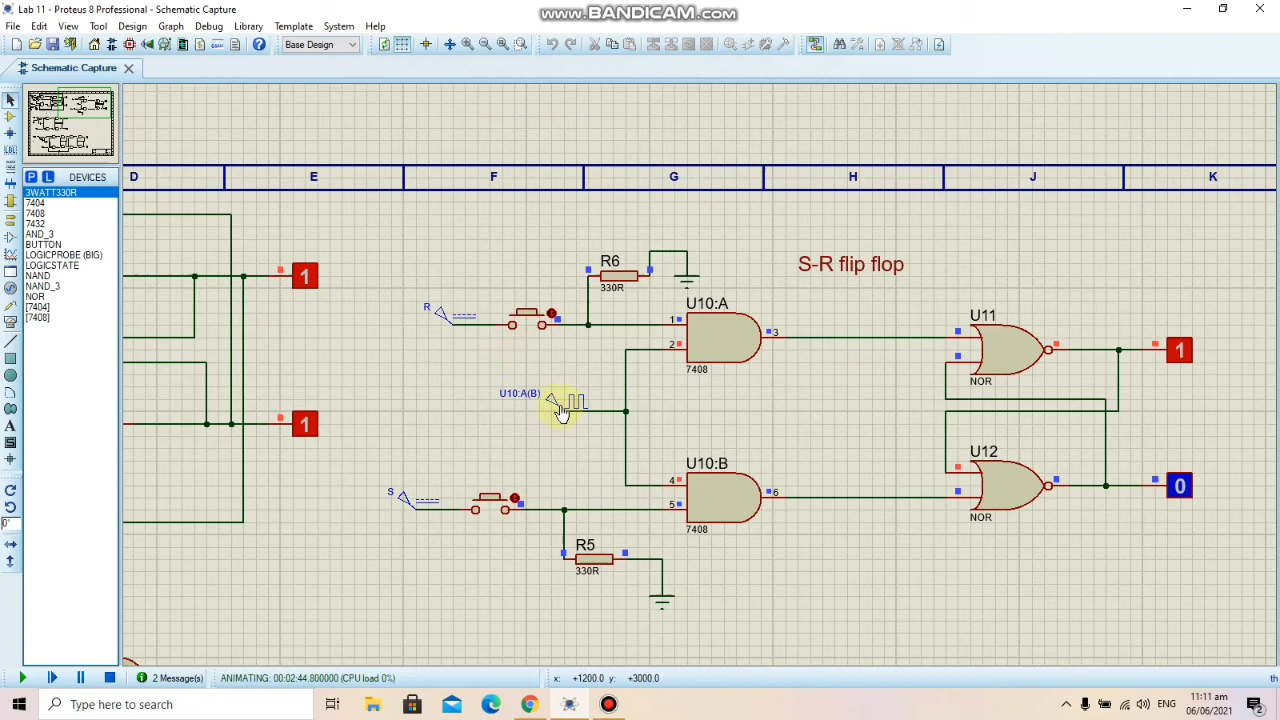 Lab 11 - Proteus 8 Professional - Schematic Capture
www.BANDICAM.com
File Edit View Tool Design Graph Debug Library Template System Help
Base Design
Schematic Capture
P L DEVICES
3WATT330R
7404
7408
7432
AND_3
BUTTON
LOGICPROBE (BIG)
LOGICSTATE
NAND
NAND_3
NOR
[7404]
[7408]
LBL
A
0°
D E F G H J K
R6
330R
S-R flip flop
R
U10:A
1
2
3
7408
U11
NOR
1
1
U10:A(B)
1
U10:B
4
5
6
7408
U12
NOR
0
S
R5
330R
2 Message(s)
ANIMATING: 00:02:44.800000 (CPU load 0%)
x: +1200.0 y: +3000.0
th
Type here to search
ENG
11:11 am
06/06/2021
2